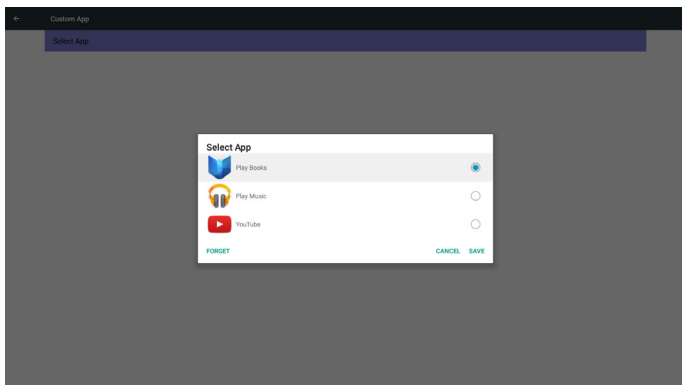 Custom App
Select App
Select App
Play Books
Play Music
YouTube
FORGET CANCEL SAVE